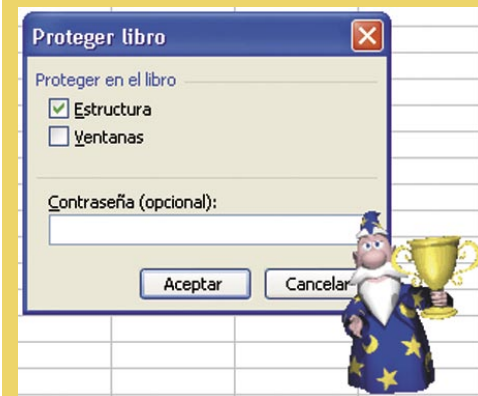 Proteger libro
Proteger en el libro
Estructura
Ventanas
Contraseña (opcional):
Aceptar
Cancelar